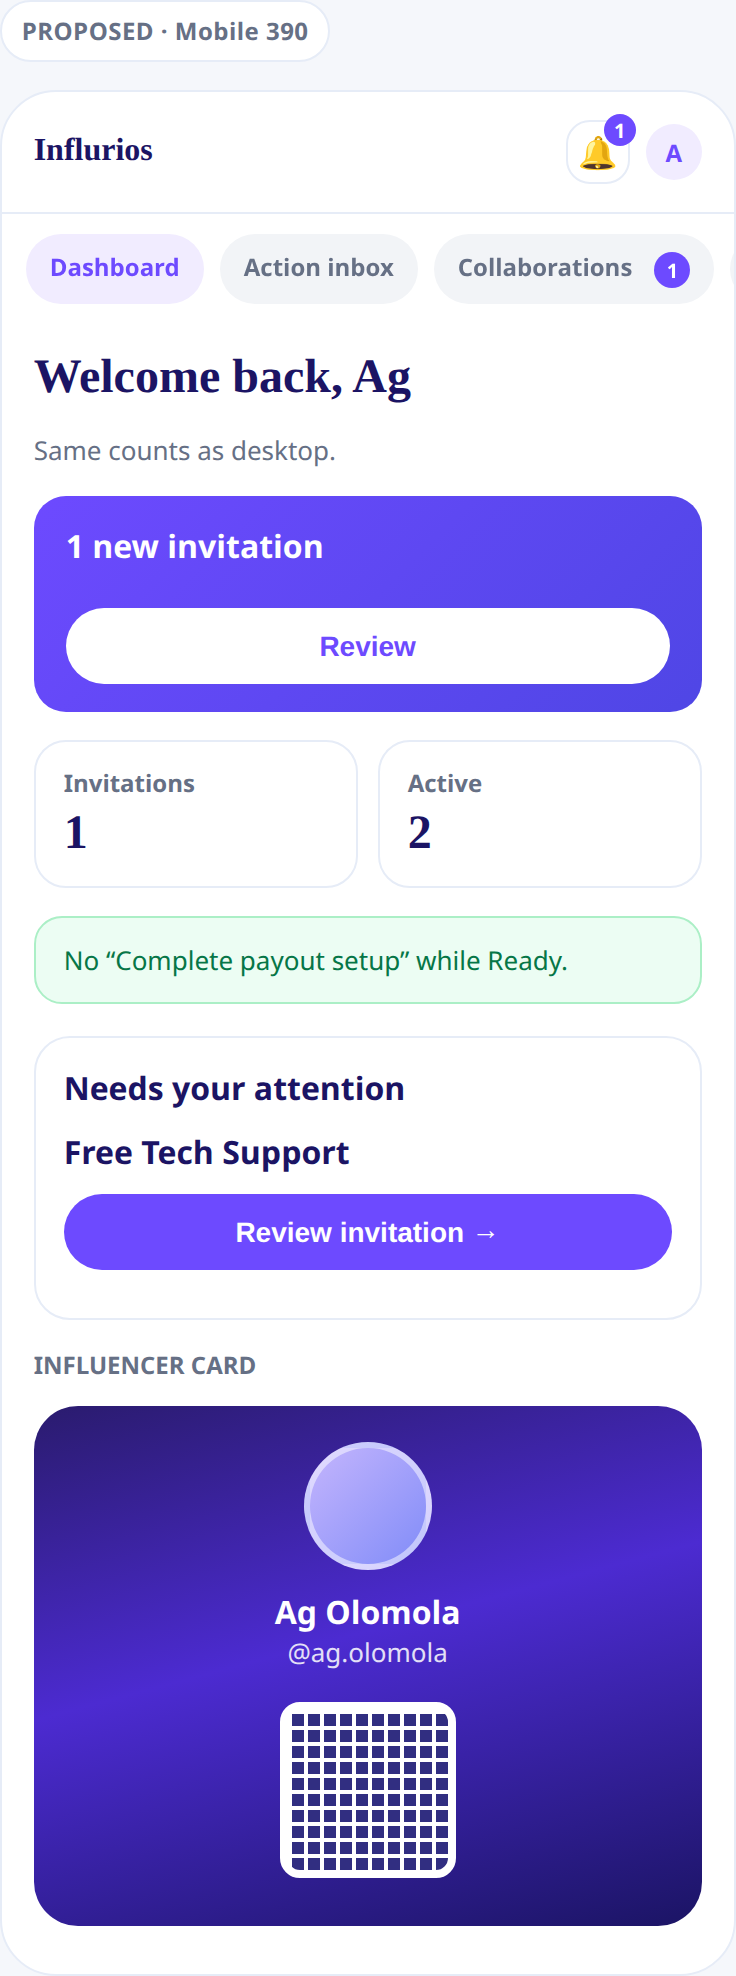 PROPOSED · Mobile 390
Influrios
1
A
Dashboard
Action inbox
Collaborations 1
Welcome back, Ag
Same counts as desktop.
1 new invitation
Review
Invitations
1
Active
2
No “Complete payout setup” while Ready.
Needs your attention
Free Tech Support
Review invitation →
INFLUENCER CARD
Ag Olomola
@ag.olomola